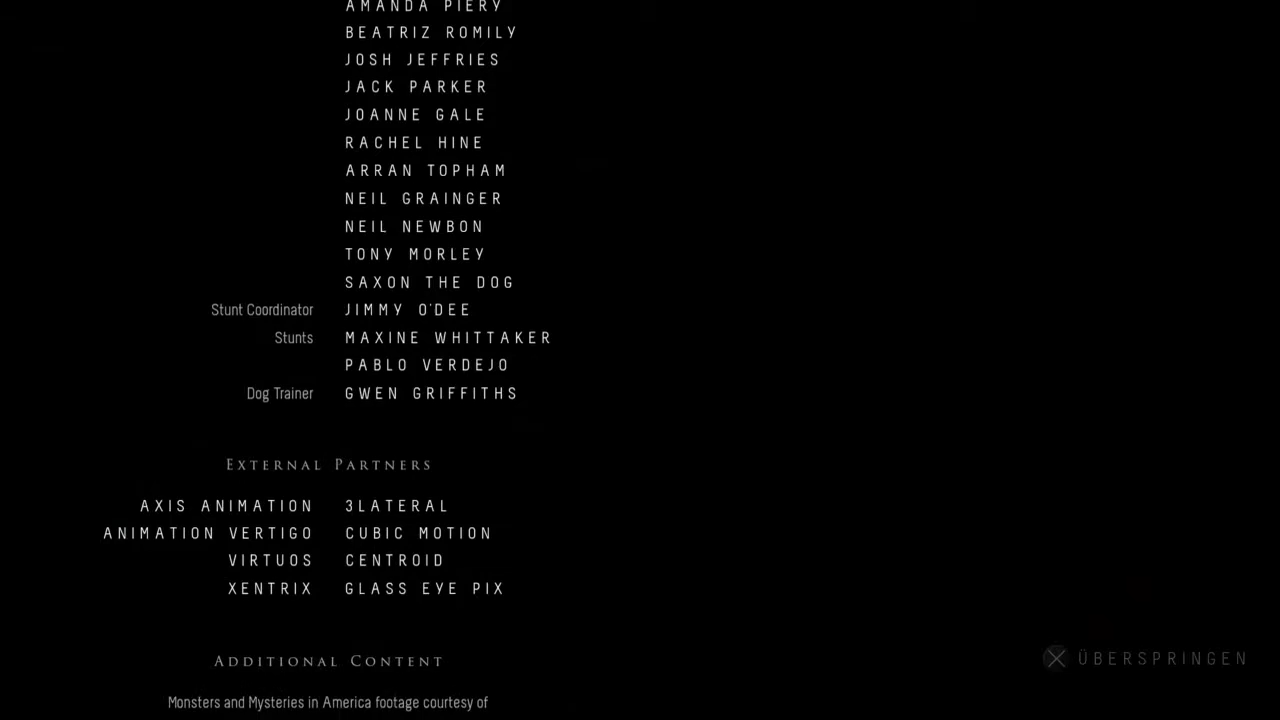 AMANDA PIERY
BEATRIZ ROMILY
JOSH JEFFRIES
JACK PARKER
JOANNE GALE
RACHEL HINE
ARRAN TOPHAM
NEIL GRAINGER
NEIL NEWBON
TONY MORLEY
SAXON THE DOG
Stunt Coordinator JIMMY O'DEE
Stunts MAXINE WHITTAKER
PABLO VERDEJO
Dog Trainer GWEN GRIFFITHS
EXTERNAL PARTNERS
AXIS ANIMATION 3LATERAL
ANIMATION VERTIGO CUBIC MOTION
VIRTUOS CENTROID
XENTRIX GLASS EYE PIX
ADDITIONAL CONTENT
Monsters and Mysteries in America footage courtesy of
ÜBERSPRINGEN